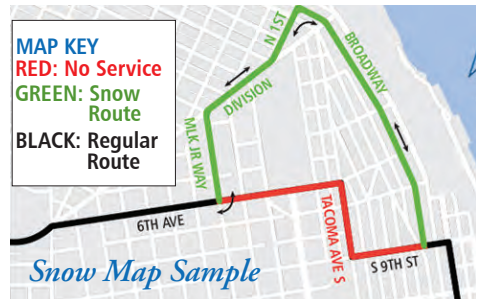 MAP KEY
RED: No Service
GREEN: Snow
Route
BLACK: Regular
Route
N 1ST
BROADWAY
DIVISION
MLK JR WAY
6TH AVE
TACOMA AVE S
S 9TH ST
Snow Map Sample